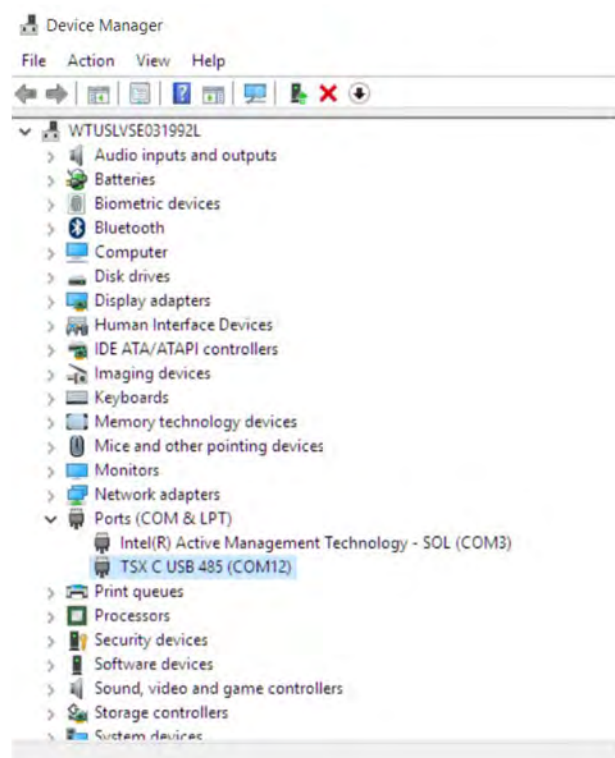 Device Manager
File Action View Help
WTUSLVSE031992L
Audio inputs and outputs
Batteries
Biometric devices
Bluetooth
Computer
Disk drives
Display adapters
Human Interface Devices
IDE ATA/ATAPI controllers
Imaging devices
Keyboards
Memory technology devices
Mice and other pointing devices
Monitors
Network adapters
Ports (COM & LPT)
Intel(R) Active Management Technology - SOL (COM3)
TSX C USB 485 (COM12)
Print queues
Processors
Security devices
Software devices
Sound, video and game controllers
Storage controllers
System devices